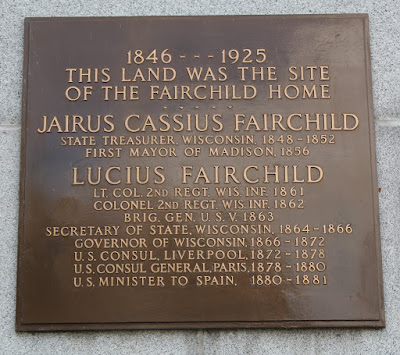 1846 - - - 1925
THIS LAND WAS THE SITE
OF THE FAIRCHILD HOME
- - - - -
JAIRUS CASSIUS FAIRCHILD
STATE TREASURER, WISCONSIN, 1848-1852
FIRST MAYOR OF MADISON, 1856
LUCIUS FAIRCHILD
LT. COL. 2ND REGT. WIS. INF. 1861
COLONEL 2ND REGT. WIS. INF. 1862
BRIG. GEN. U. S. V. 1863
SECRETARY OF STATE, WISCONSIN, 1864-1866
GOVERNOR OF WISCONSIN, 1866-1872
U.S. CONSUL, LIVERPOOL, 1872-1878
U.S. CONSUL GENERAL, PARIS, 1878-1880
U.S. MINISTER TO SPAIN, 1880-1881